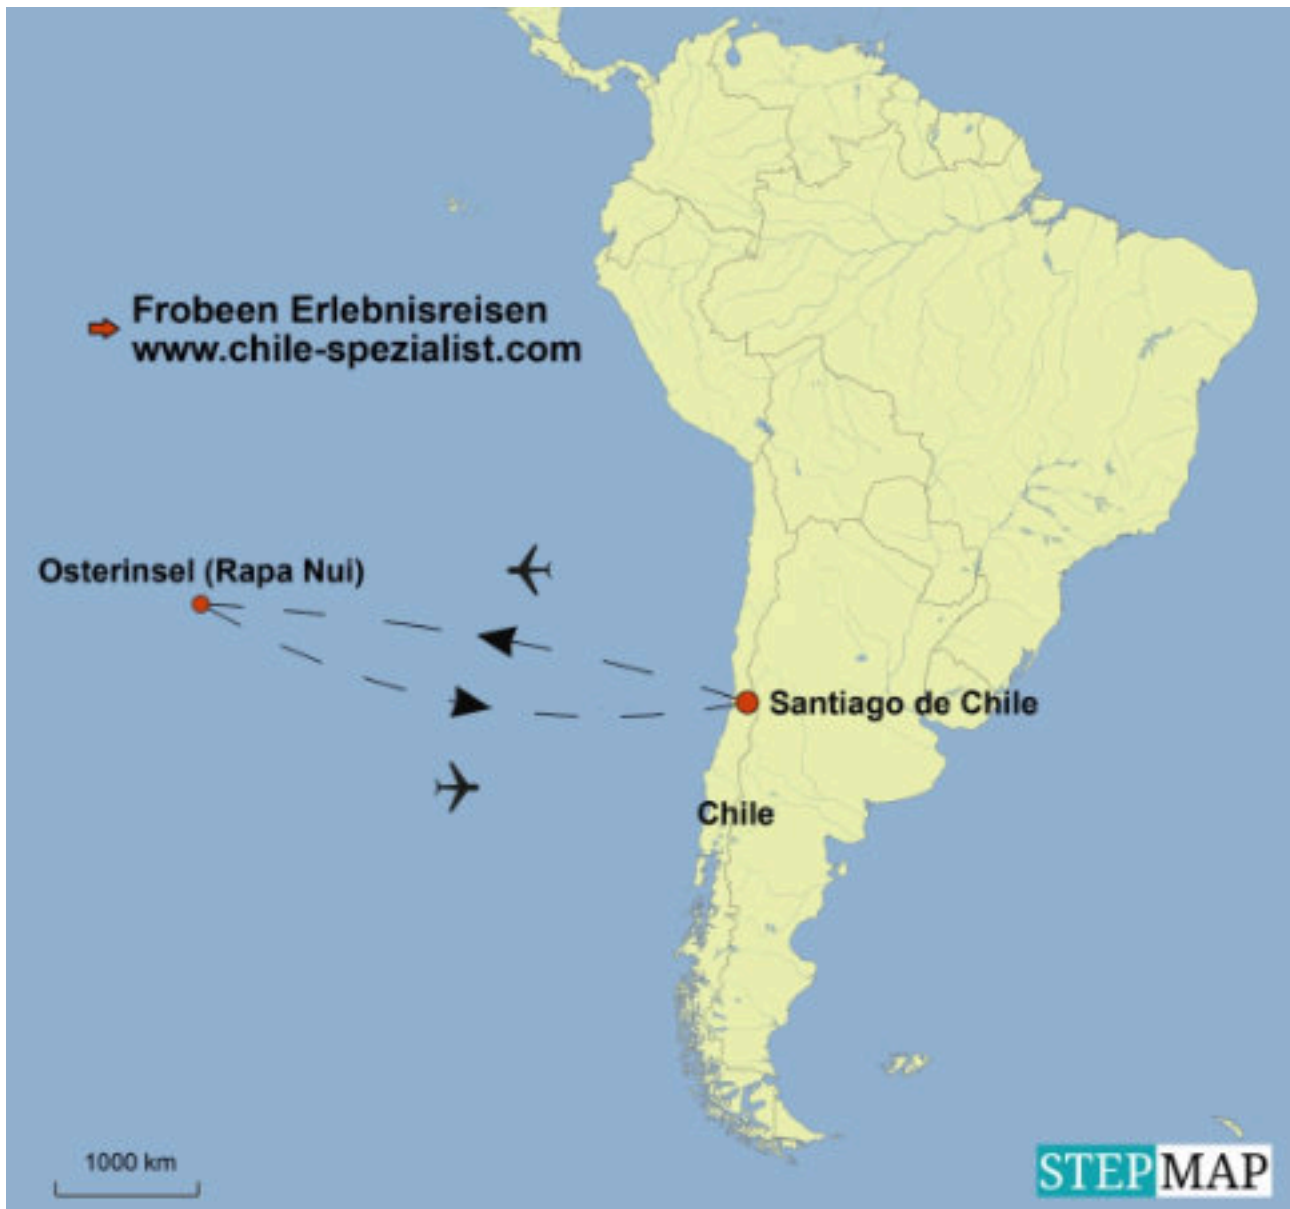 Frobeen Erlebnisreisen
www.chile-spezialist.com
Osterinsel (Rapa Nui)
Santiago de Chile
Chile
1000 km
STEPMAP